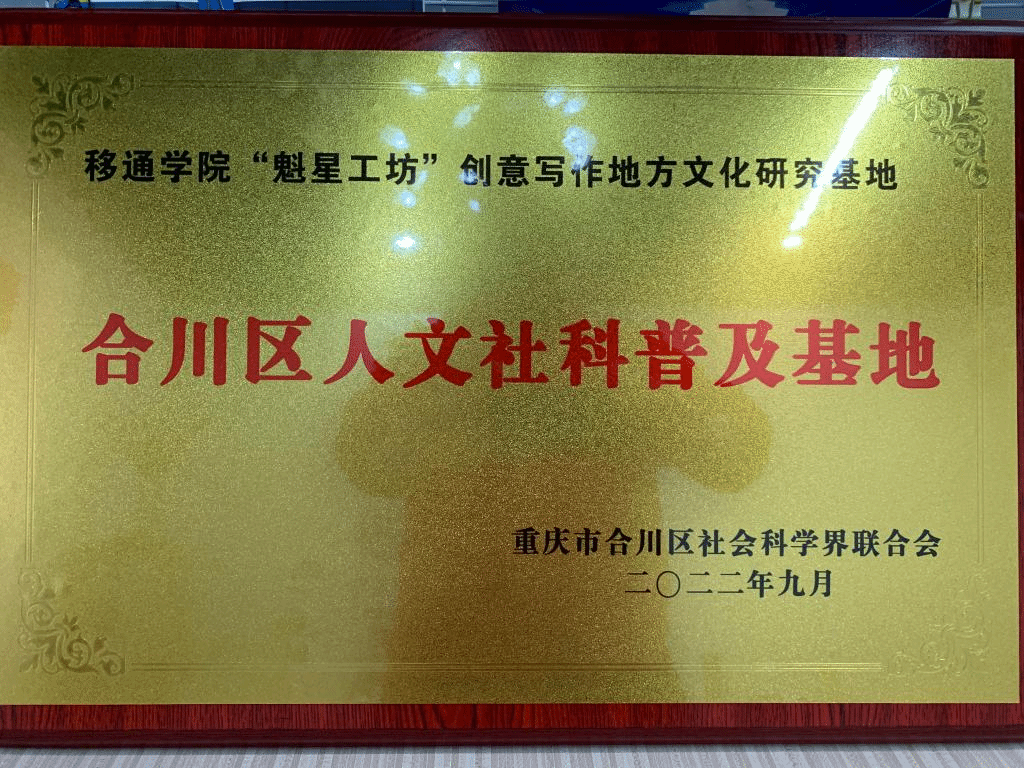 移通学院“魁星工坊”创意写作地方文化研究基地
合川区人文社科普及基地
重庆市合川区社会科学界联合会
二〇二二年九月